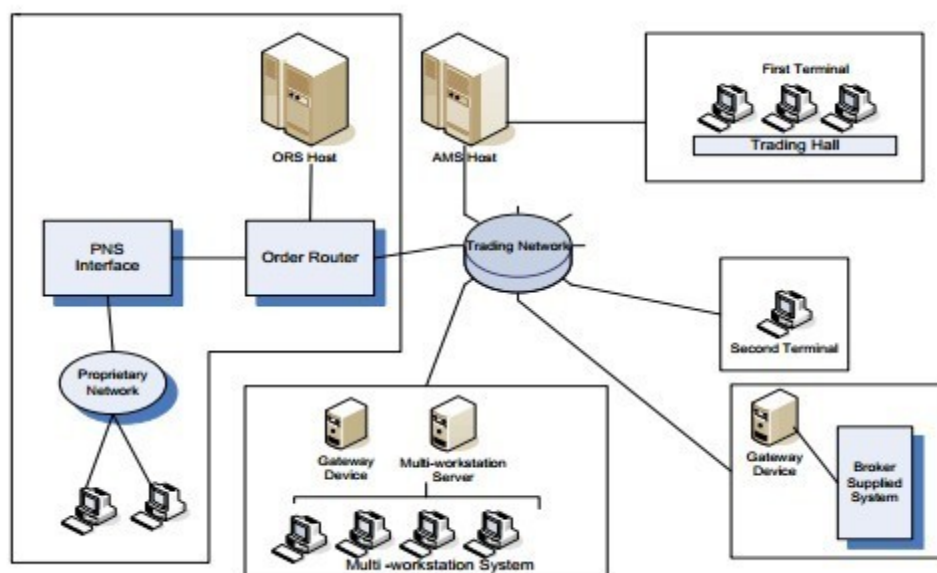 First Terminal
Trading Hall
ORS Host
AMS Host
PNS
Interface
Order Router
Trading Network
Second Terminal
Proprietary
Network
Gateway
Device
Multi-workstation
Server
Multi -workstation System
Gateway
Device
Broker
Supplied
System